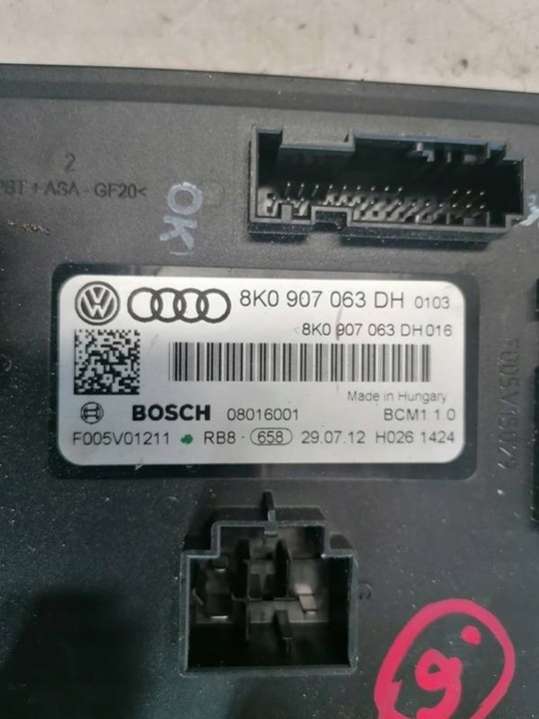 2
PBT+ASA-GF20<
OK
8K0 907 063 DH 0103
8K0 907 063 DH 016
Made in Hungary
BOSCH 08016001 BCM1 1.0
F005V01211 RB8 · 658 29.07.12 H026 1424